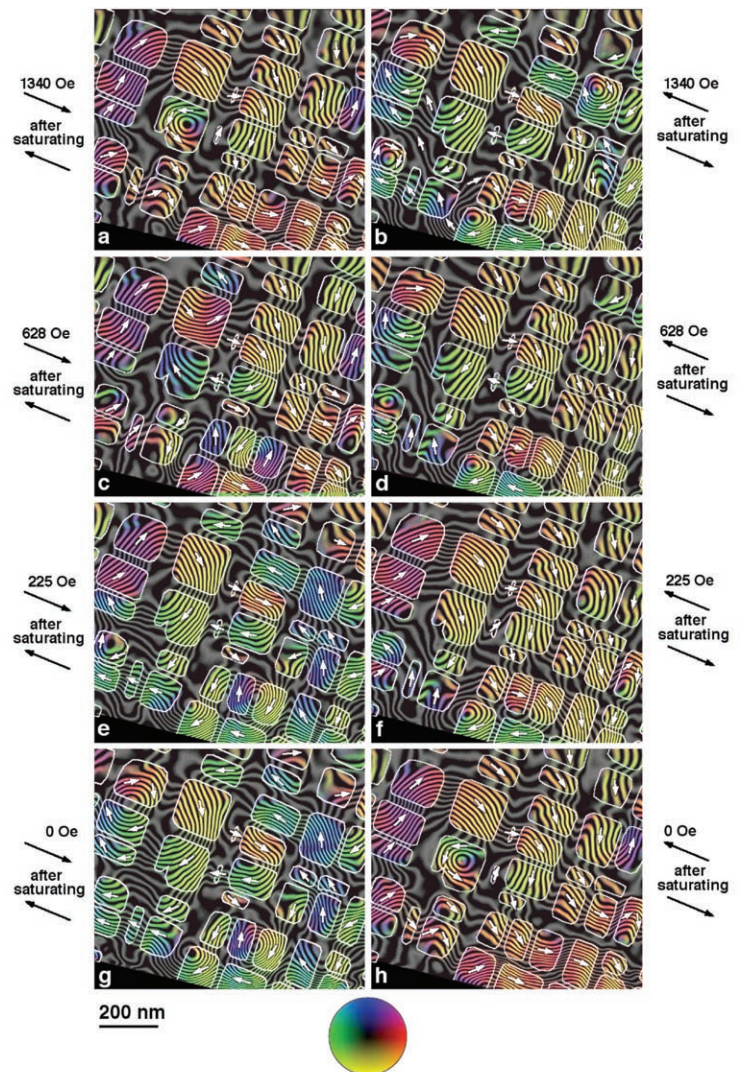 1340 Oe
after
saturating
a
b
1340 Oe
after
saturating
628 Oe
after
saturating
c
d
628 Oe
after
saturating
225 Oe
after
saturating
e
f
225 Oe
after
saturating
0 Oe
after
saturating
g
h
0 Oe
after
saturating
200 nm